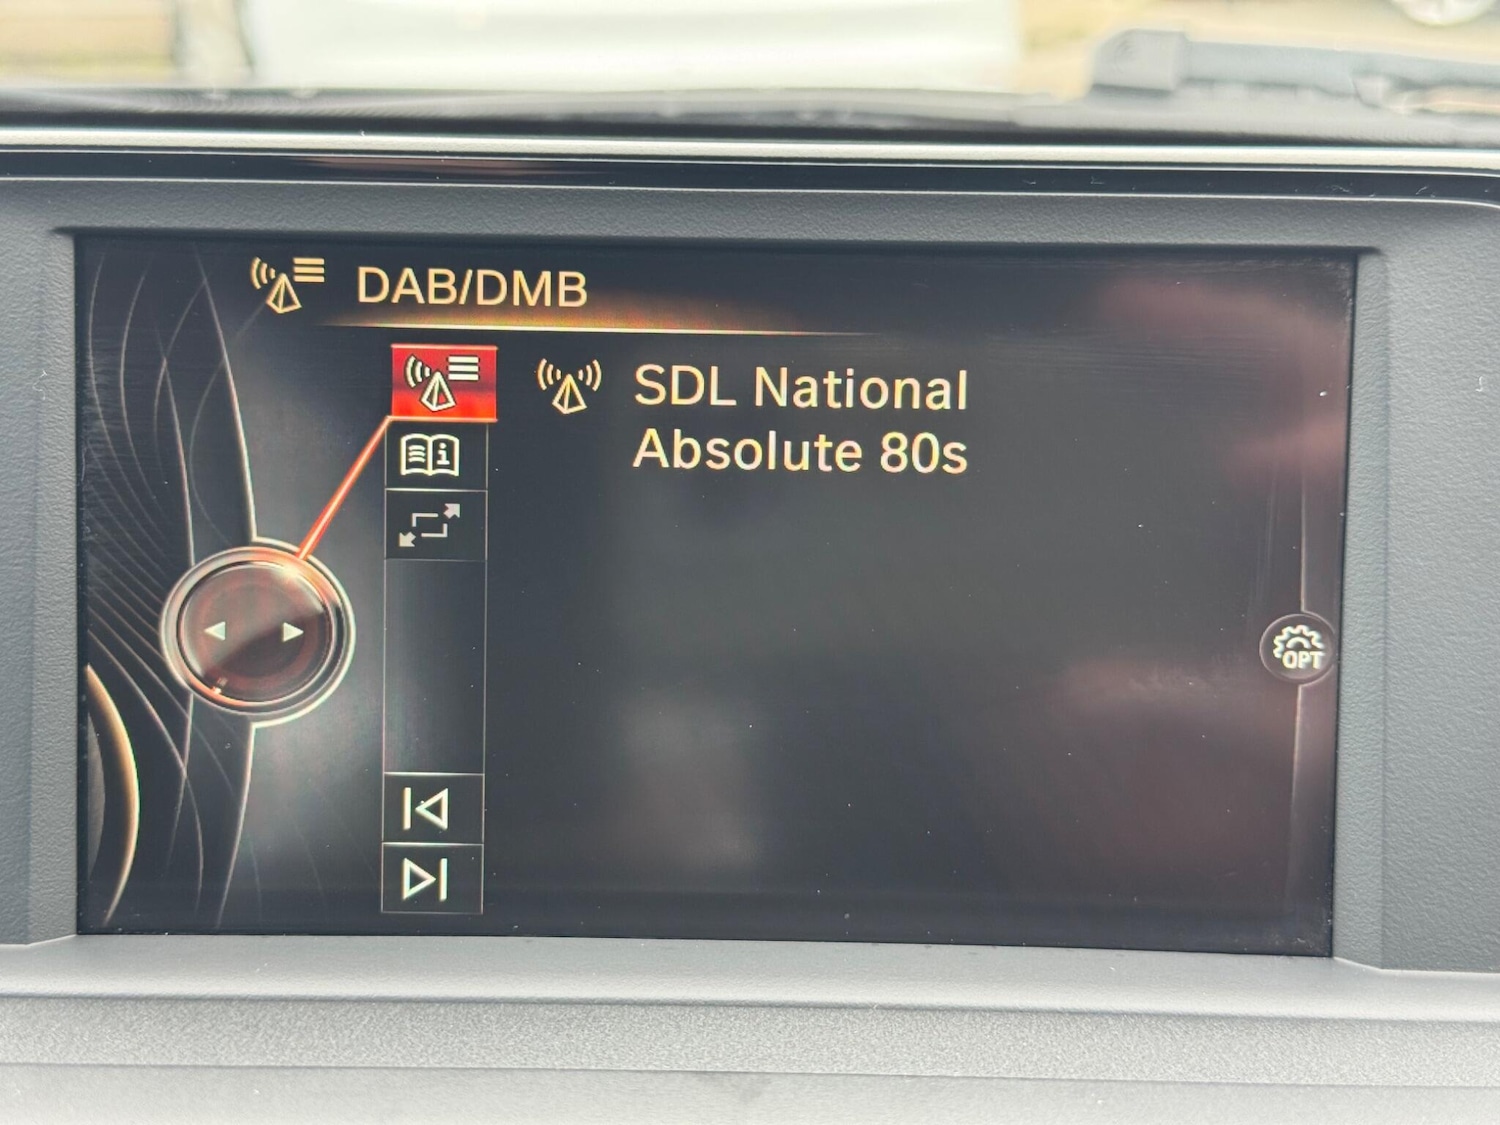 DAB/DMB
SDL National
Absolute 80s
i
OPT